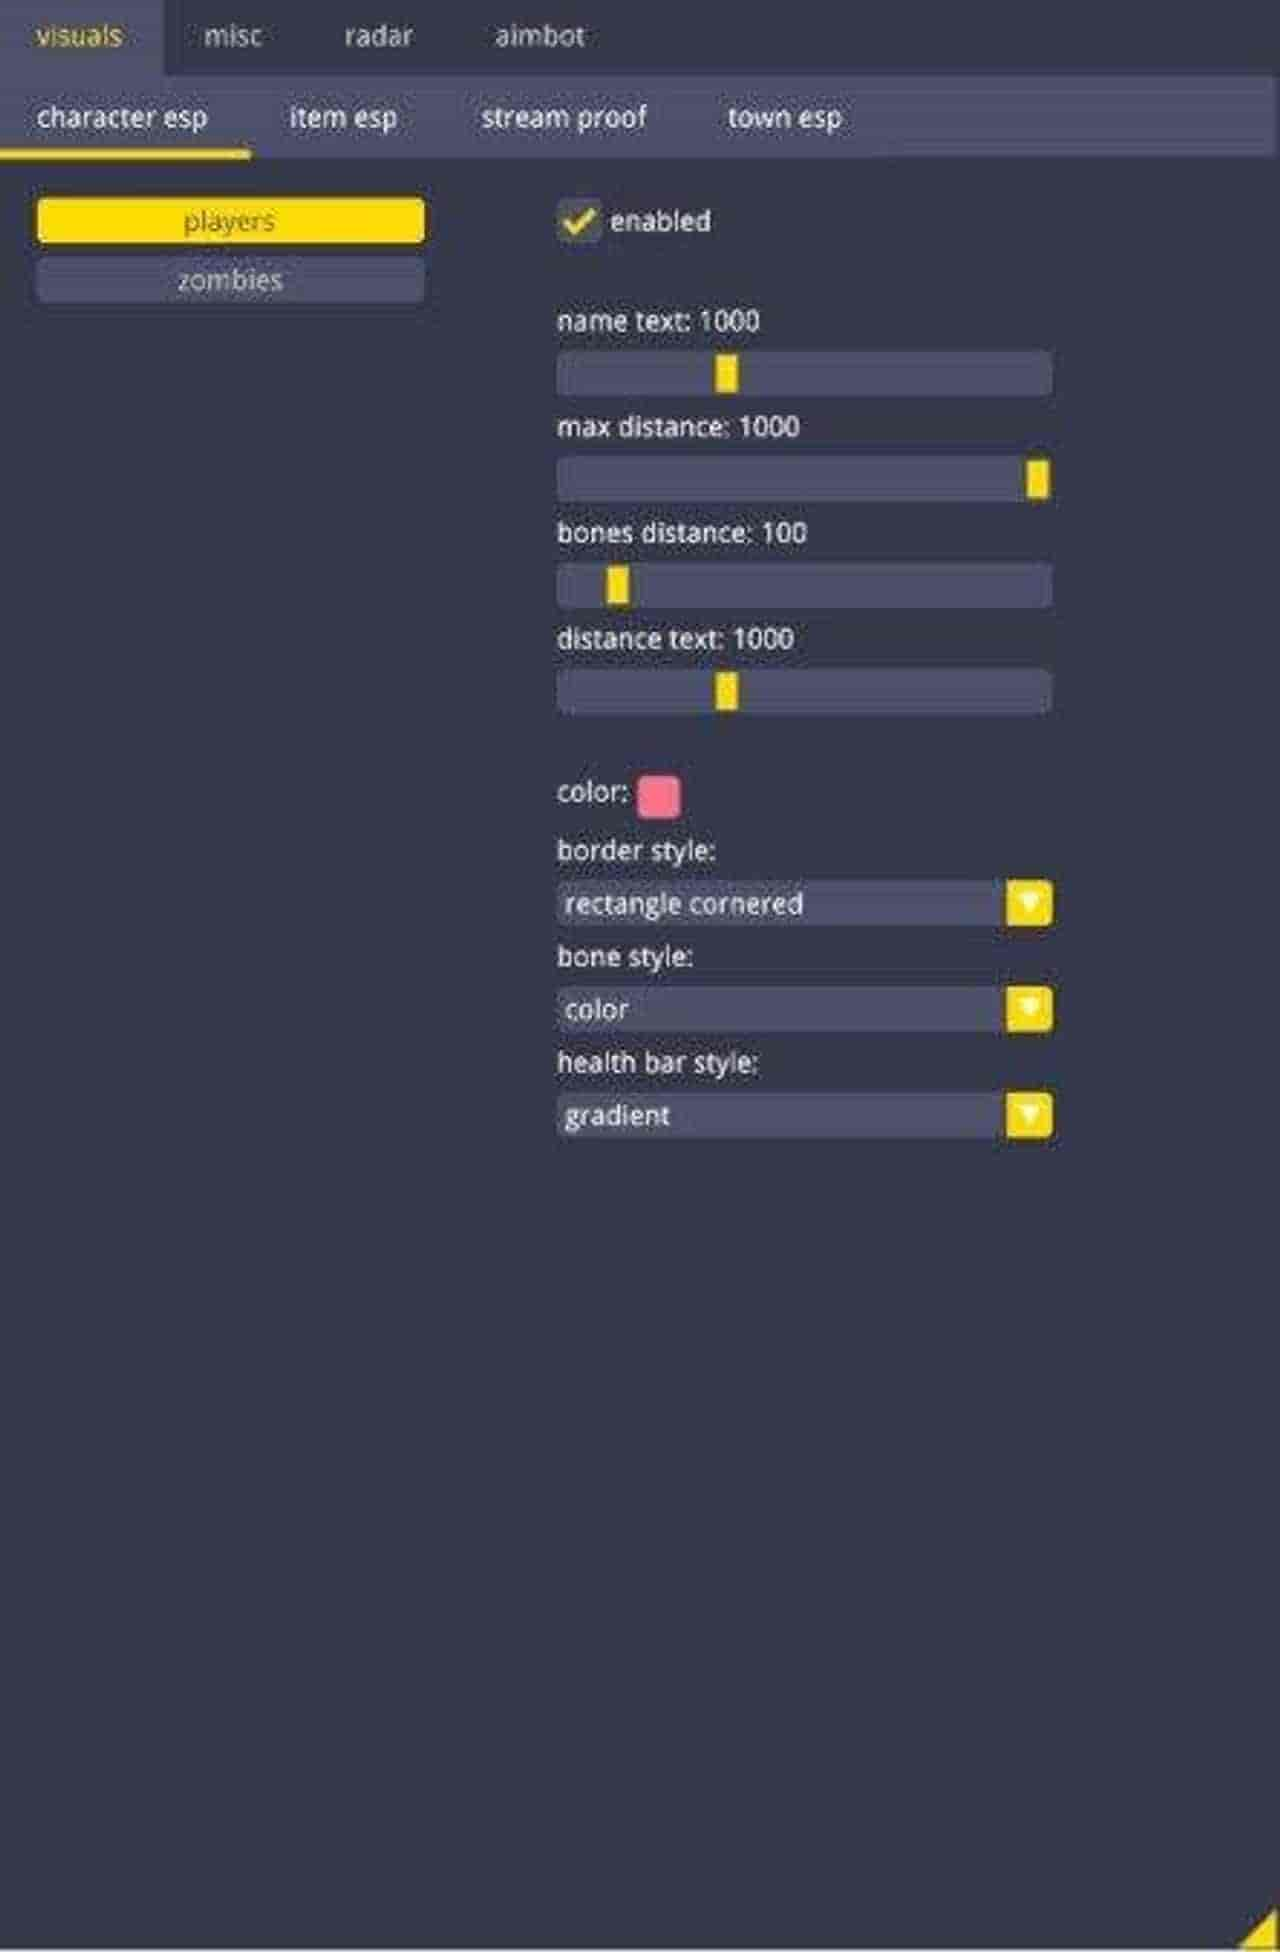 visuals misc radar aimbot
character esp item esp stream proof town esp
players
zombies
enabled
name text: 1000
max distance: 1000
bones distance: 100
distance text: 1000
color:
border style:
rectangle cornered
bone style:
color
health bar style:
gradient